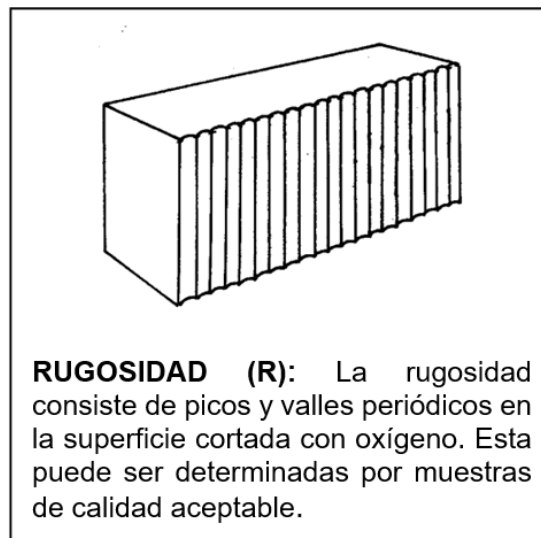 RUGOSIDAD (R): La rugosidad
consiste de picos y valles periódicos en
la superficie cortada con oxígeno. Esta
puede ser determinadas por muestras
de calidad aceptable.